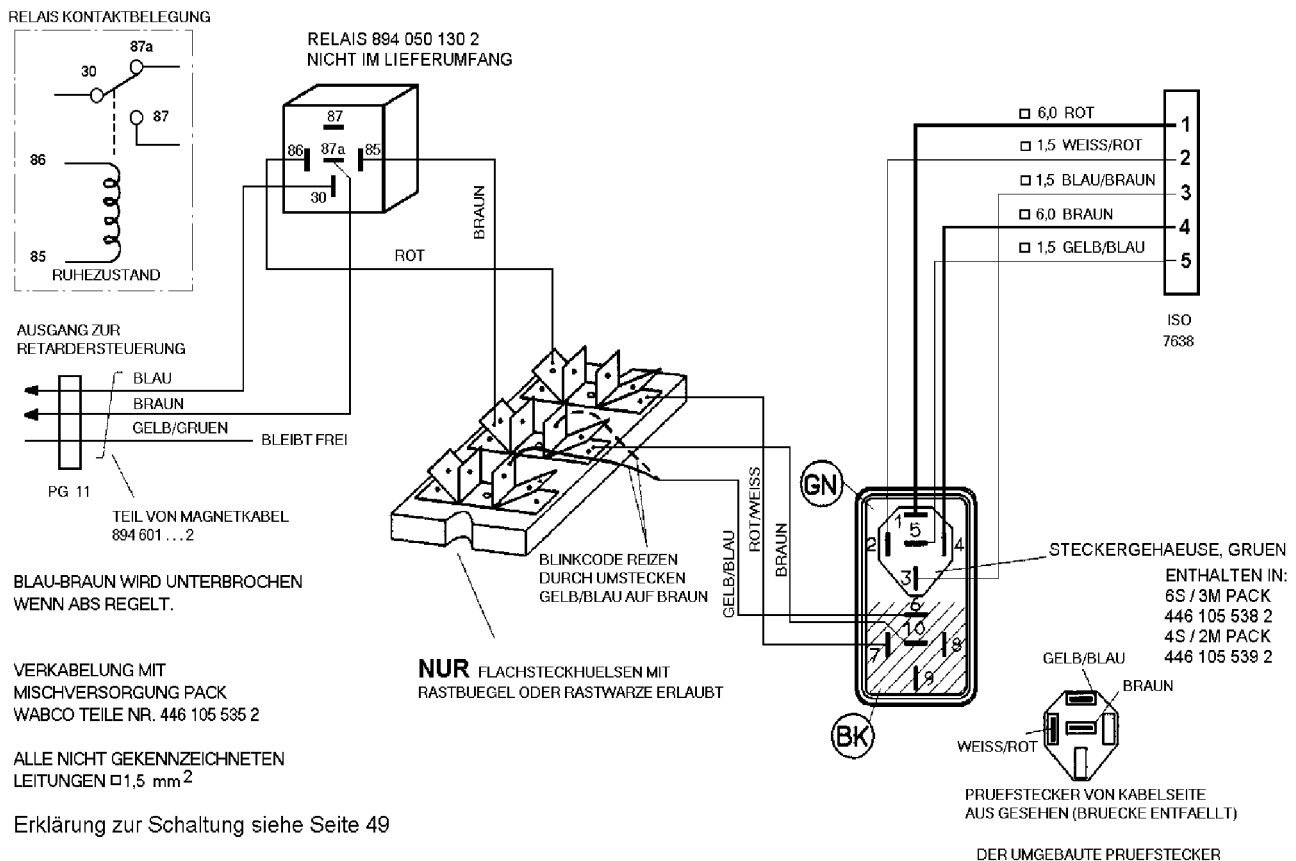 RELAIS KONTAKTBELEGUNG
87a
30
87
86
85
RUHEZUSTAND
RELAIS 894 050 130 2
NICHT IM LIEFERUMFANG
87
86
87a
85
30
BRAUN
ROT
AUSGANG ZUR
RETARDERSTEUERUNG
BLAU
BRAUN
GELB/GRUEN
BLEIBT FREI
PG 11
TEIL VON MAGNETKABEL
894 601 ... 2
BLAU-BRAUN WIRD UNTERBROCHEN
WENN ABS REGELT.
VERKABELUNG MIT
MISCHVERSORGUNG PACK
WABCO TEILE NR. 446 105 535 2
ALLE NICHT GEKENNZEICHNETEN
LEITUNGEN □ 1,5 mm²
Erklärung zur Schaltung siehe Seite 49
BLINKCODE REIZEN
DURCH UMSTECKEN
GELB/BLAU AUF BRAUN
NUR FLACHSTECKHUELSEN MIT
RASTBUEGEL ODER RASTWARZE ERLAUBT
GELB/BLAU
ROT/WEISS
BRAUN
□ 6,0 ROT
1
□ 1,5 WEISS/ROT
2
□ 1,5 BLAU/BRAUN
3
□ 6,0 BRAUN
4
□ 1,5 GELB/BLAU
5
ISO
7638
GN
1
5
2
4
3
6
10
7
8
9
BK
STECKERGEHAEUSE, GRUEN
ENTHALTEN IN:
6S / 3M PACK
446 105 538 2
4S / 2M PACK
446 105 539 2
GELB/BLAU
BRAUN
WEISS/ROT
PRUEFSTECKER VON KABELSEITE
AUS GESEHEN (BRUECKE ENTFAELLT)
DER UMGEBAUTE PRUEFSTECKER